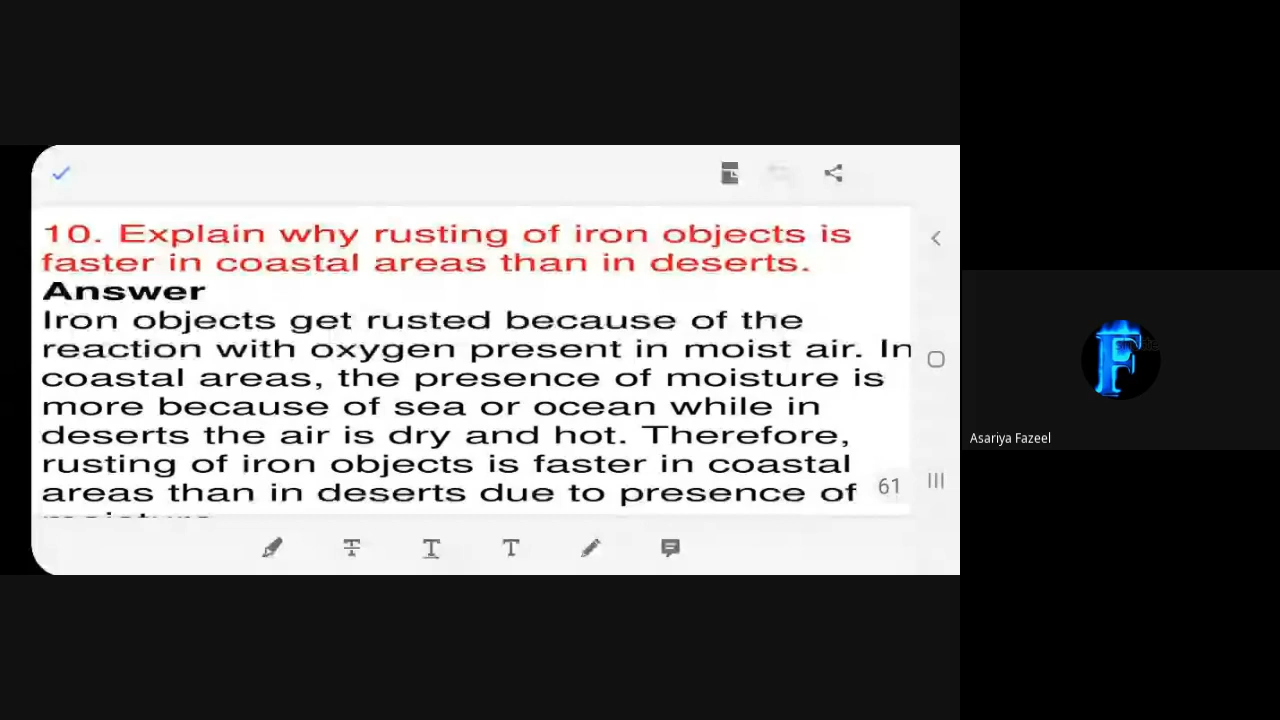 10. Explain why rusting of iron objects is
faster in coastal areas than in deserts.
Answer
Iron objects get rusted because of the
reaction with oxygen present in moist air. In
coastal areas, the presence of moisture is
more because of sea or ocean while in
deserts the air is dry and hot. Therefore,
rusting of iron objects is faster in coastal
areas than in deserts due to presence of
61
F
Asariya Fazeel